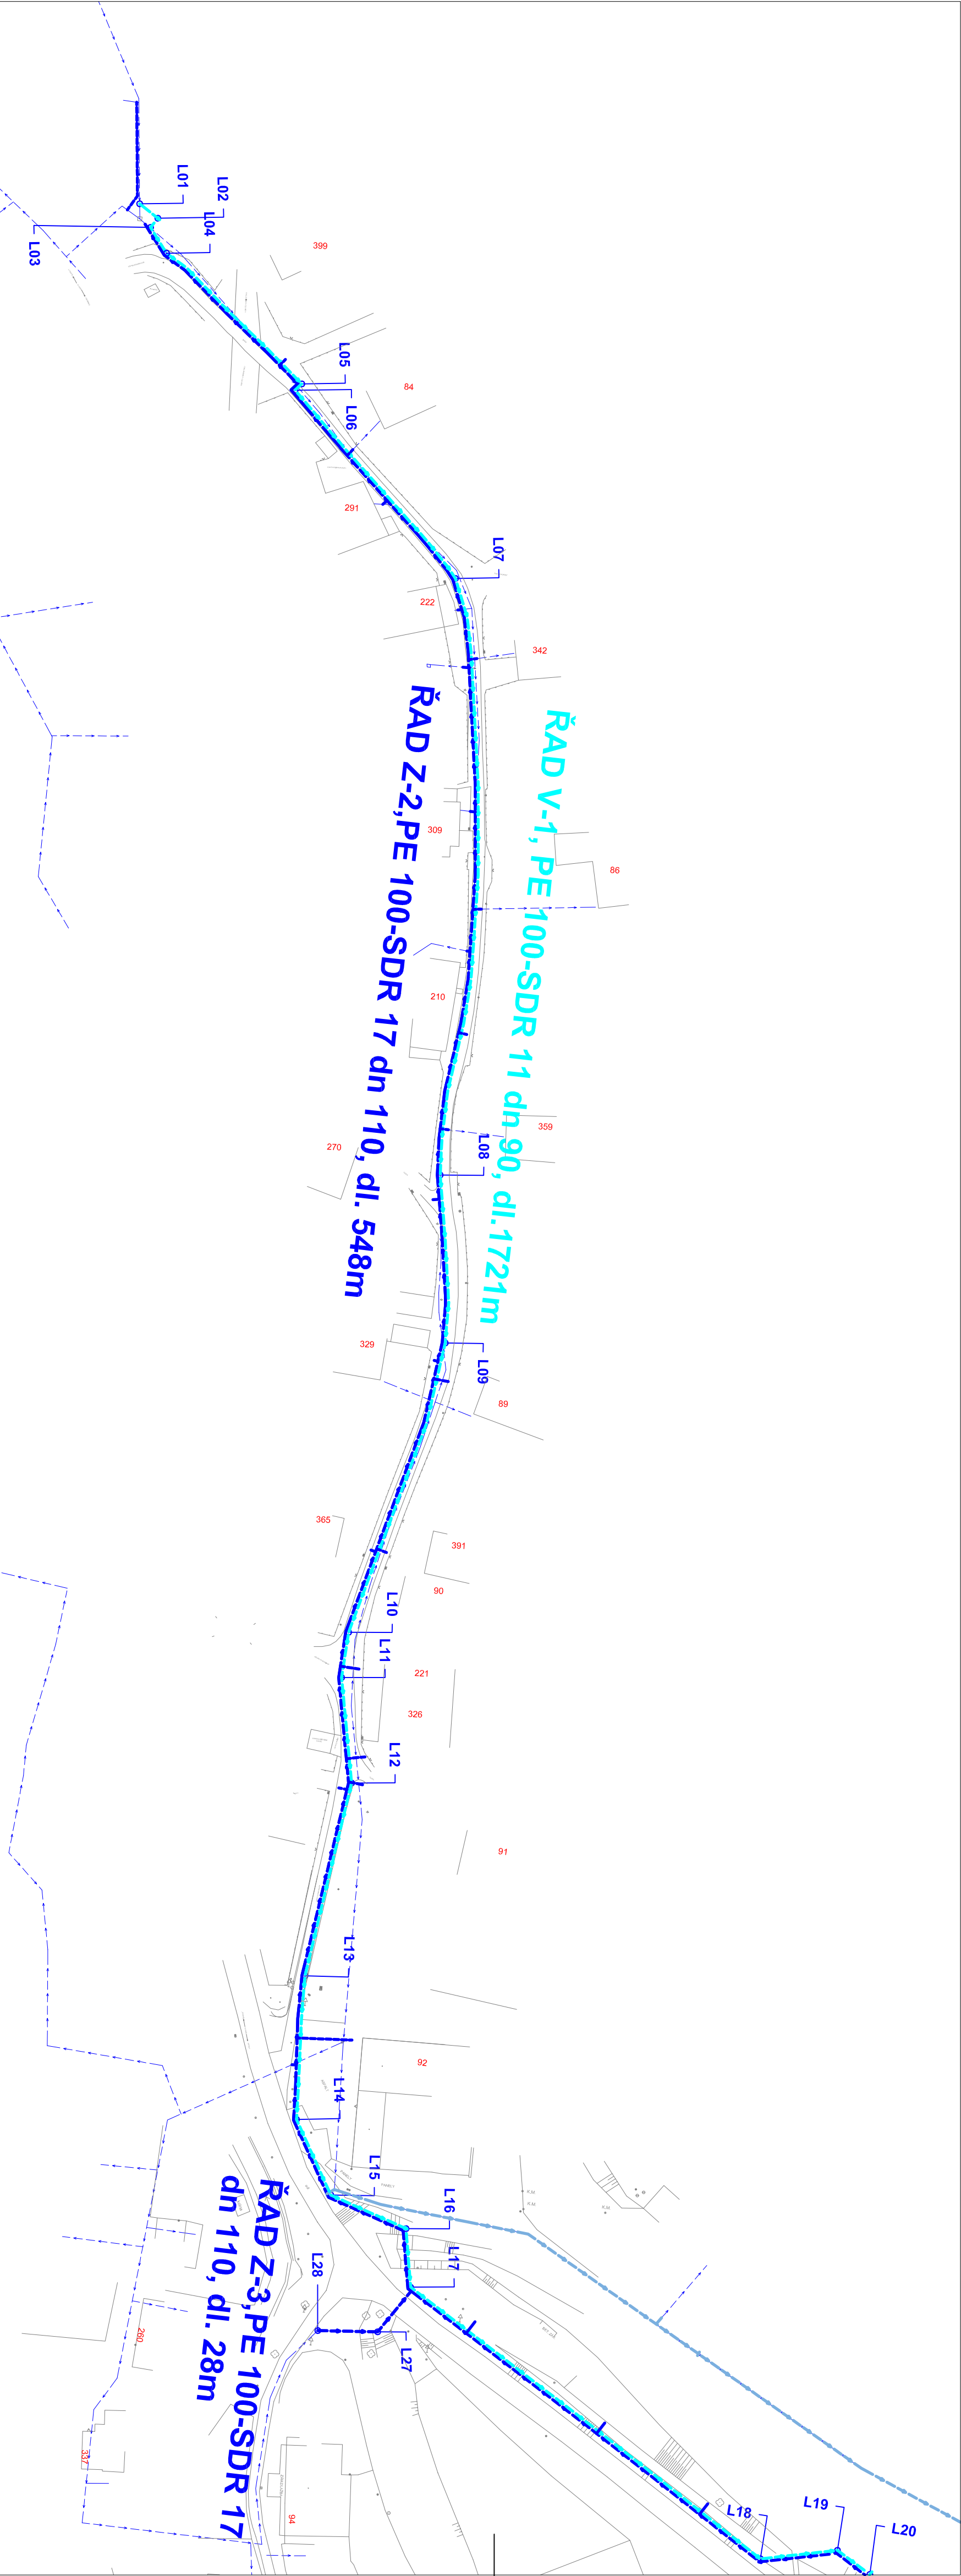 L01
L02
L04
L03
399
L05
84
L06
291
L07
222
342
ŘAD V-1, PE 100-SDR 11 dn 90, dl.1721m
ŘAD Z-2,PE 100-SDR 17 dn 110, dl. 548m
309
86
210
359
270
L08
329
L09
89
365
391
90
L10
L11
221
326
L12
91
L13
92
L14
L15
L16
K.M.
K.M.
K.M.
L17
ŘAD Z-3,PE 100-SDR 17
dn 110, dl. 28m
L28
L27
260
337
94
L18
L19
L20